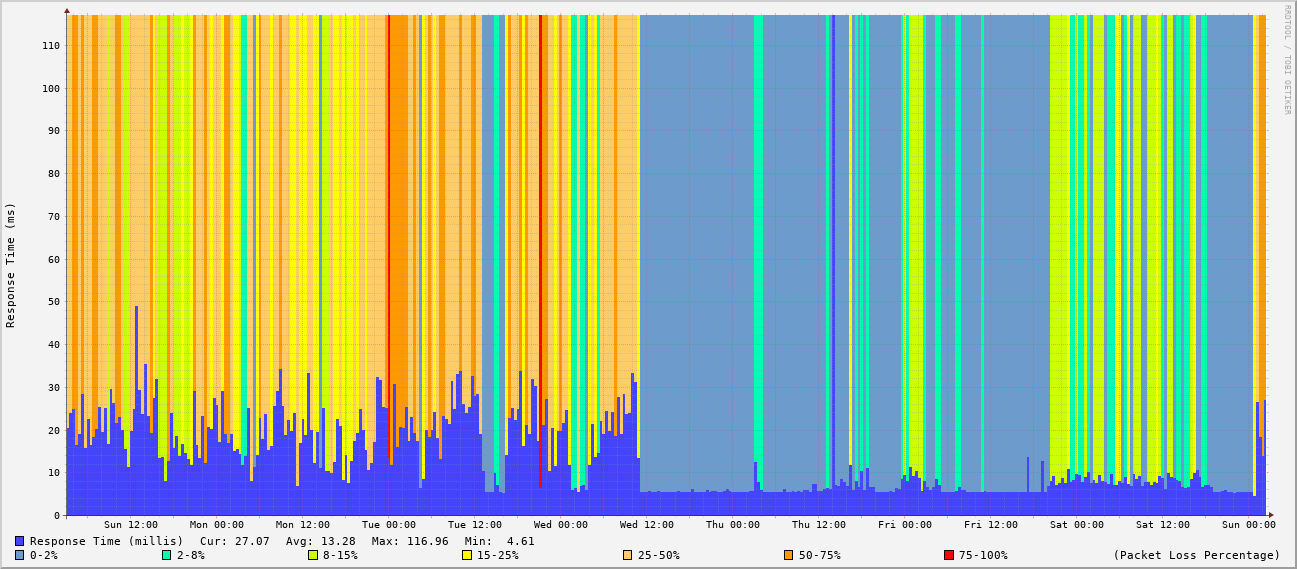 RRDTOOL / TOBI OETIKER
Response Time (ms)
110
100
90
80
70
60
50
40
30
20
10
0
Sun 12:00 Mon 00:00 Mon 12:00 Tue 00:00 Tue 12:00 Wed 00:00 Wed 12:00 Thu 00:00 Thu 12:00 Fri 00:00 Fri 12:00 Sat 00:00 Sat 12:00 Sun 00:00
Response Time (millis) Cur: 27.07 Avg: 13.28 Max: 116.96 Min: 4.61
0-2% 2-8% 8-15% 15-25% 25-50% 50-75% 75-100% (Packet Loss Percentage)